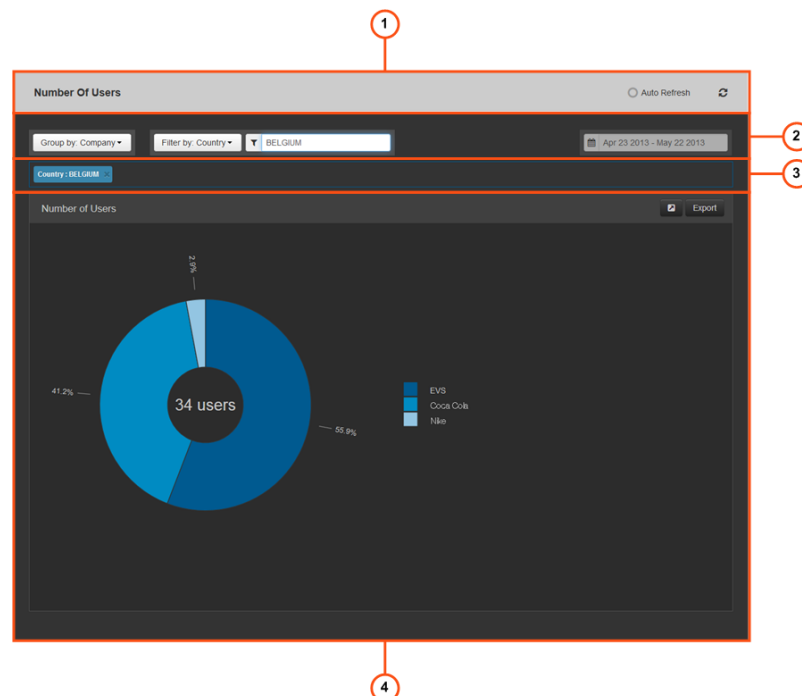 1
Number Of Users
Auto Refresh
2
Group by: Company
Filter by: Country
BELGIUM
Apr 23 2013 - May 22 2013
3
Country : BELGIUM ×
Number of Users
Export
2.9%
41.2%
34 users
55.9%
EVS
Coca Cola
Nike
4